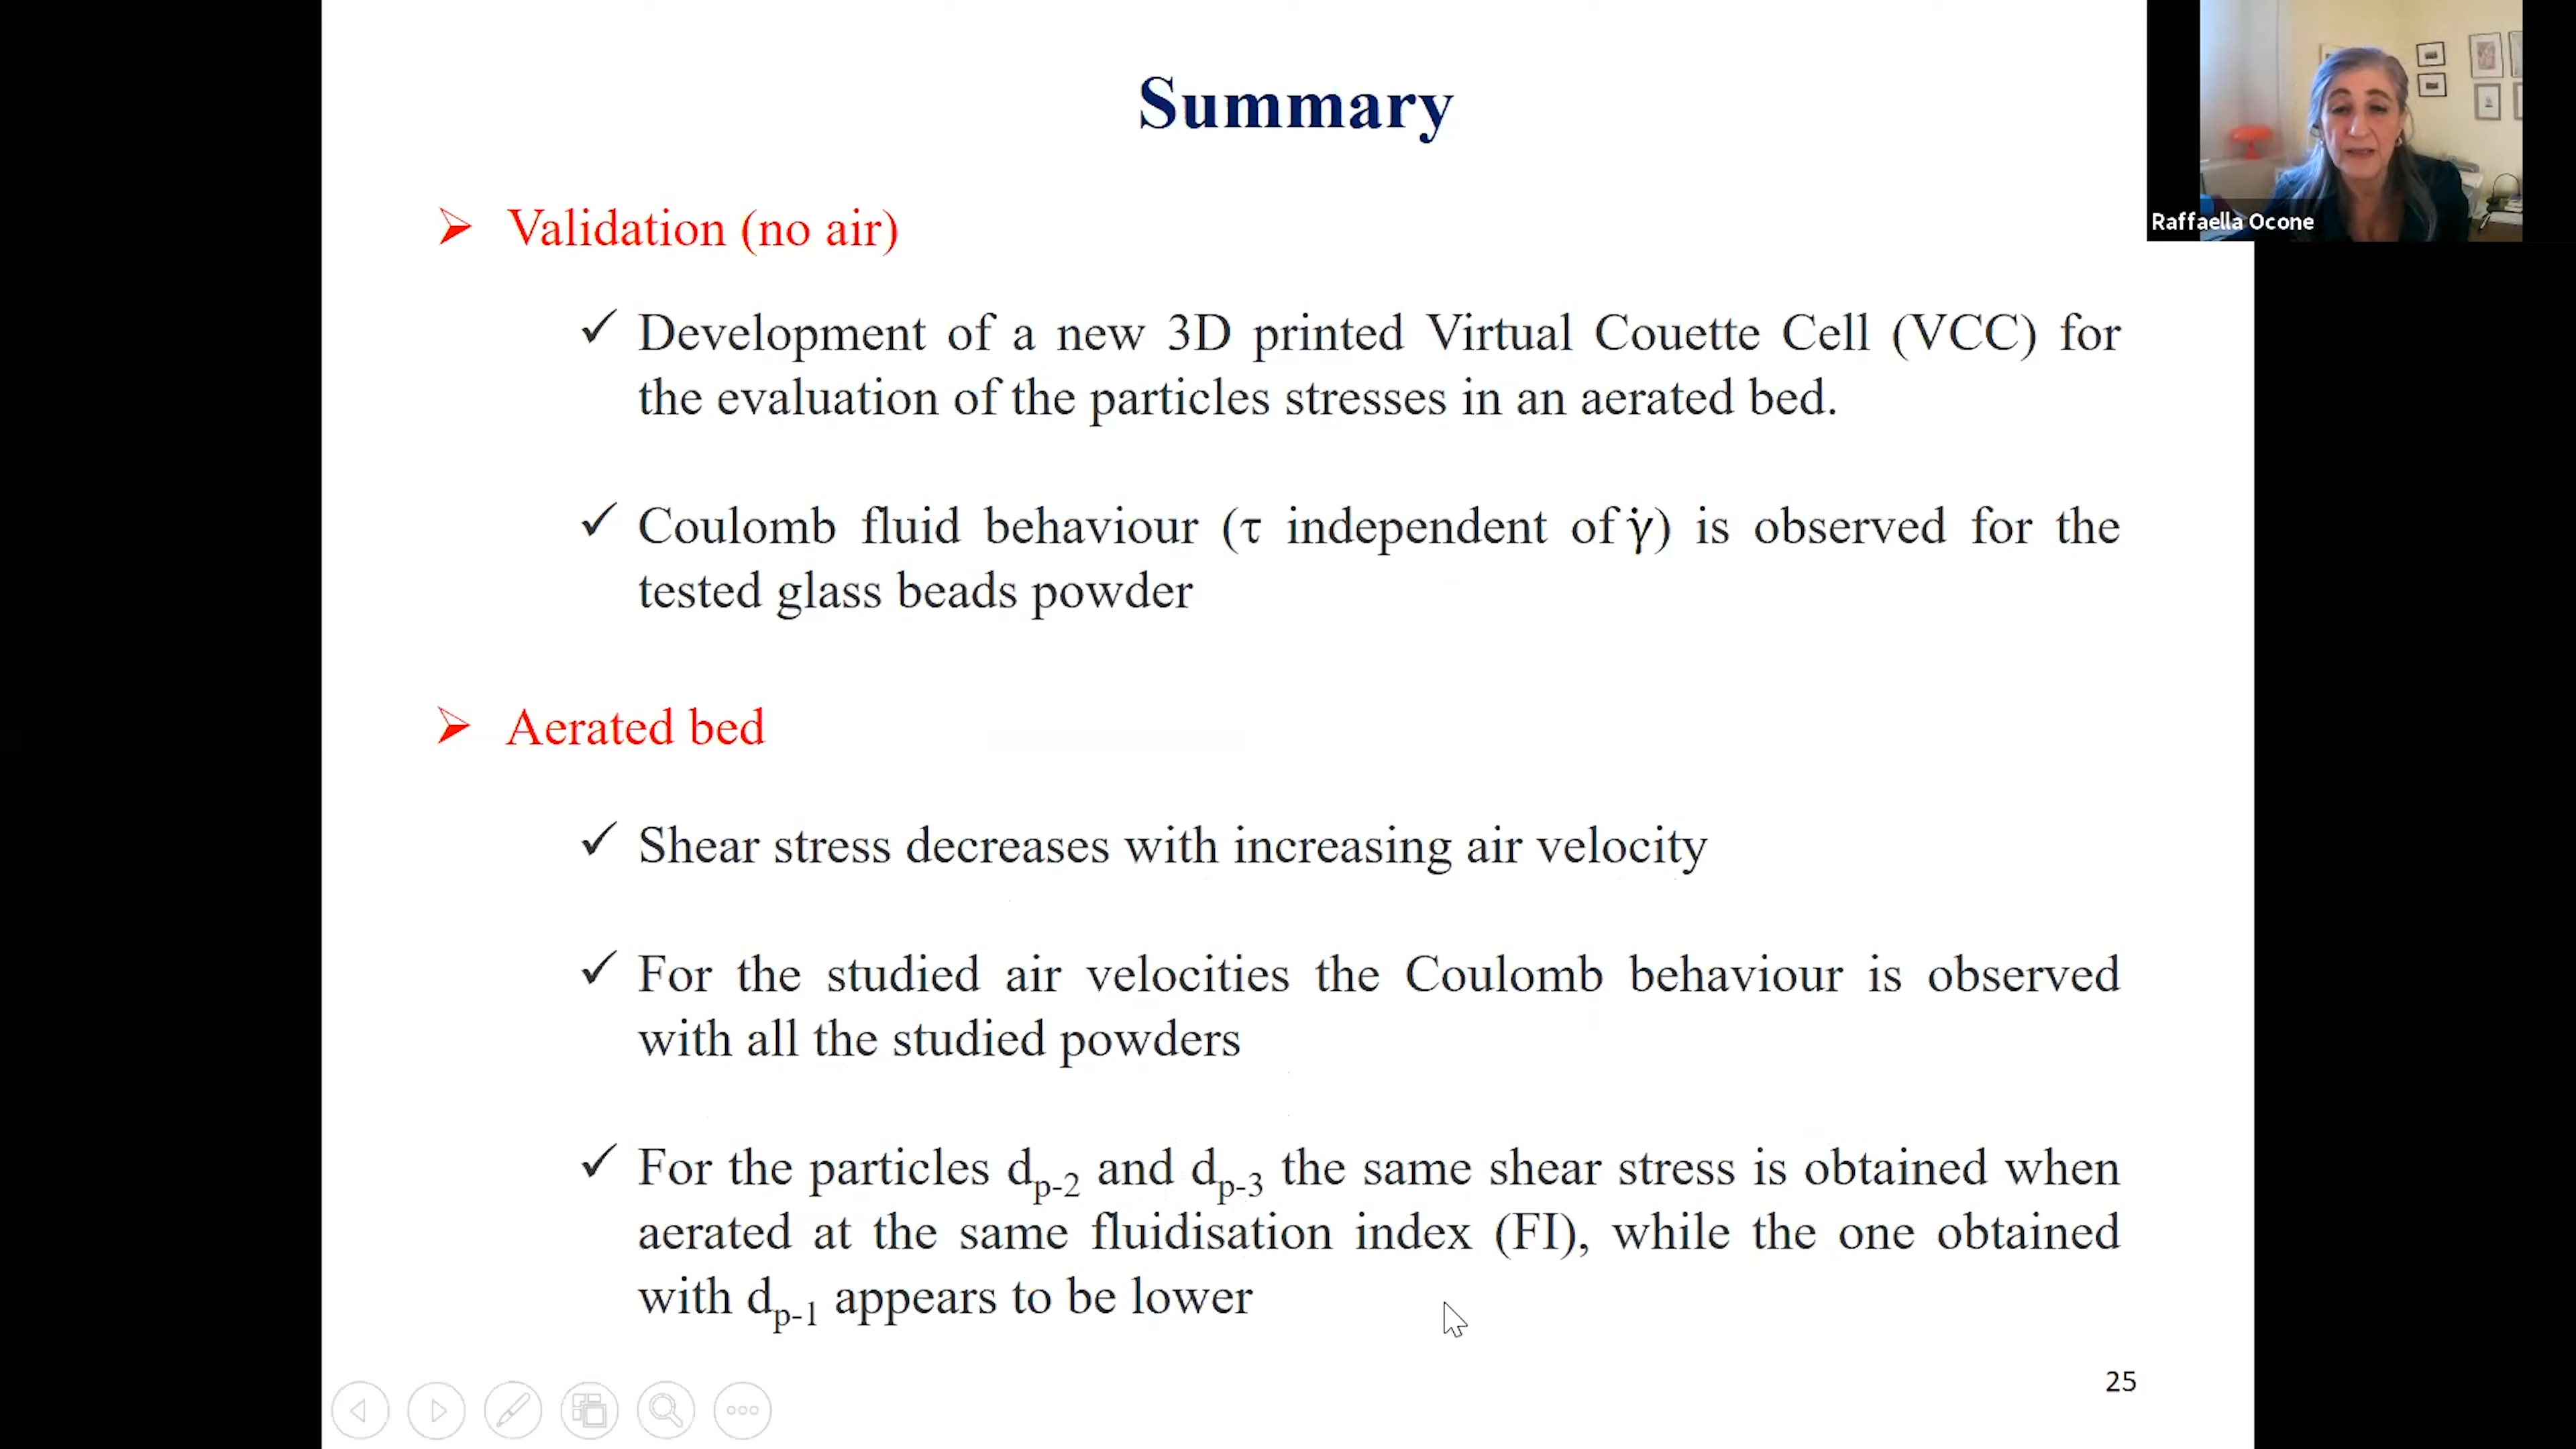 Summary
Raffaella Ocone
➢ Validation (no air)
✓ Development of a new 3D printed Virtual Couette Cell (VCC) for
the evaluation of the particles stresses in an aerated bed.
✓ Coulomb fluid behaviour (τ independent of γ̇) is observed for the
tested glass beads powder
➢ Aerated bed
✓ Shear stress decreases with increasing air velocity
✓ For the studied air velocities the Coulomb behaviour is observed
with all the studied powders
✓ For the particles dp-2 and dp-3 the same shear stress is obtained when
aerated at the same fluidisation index (FI), while the one obtained
with dp-1 appears to be lower
25